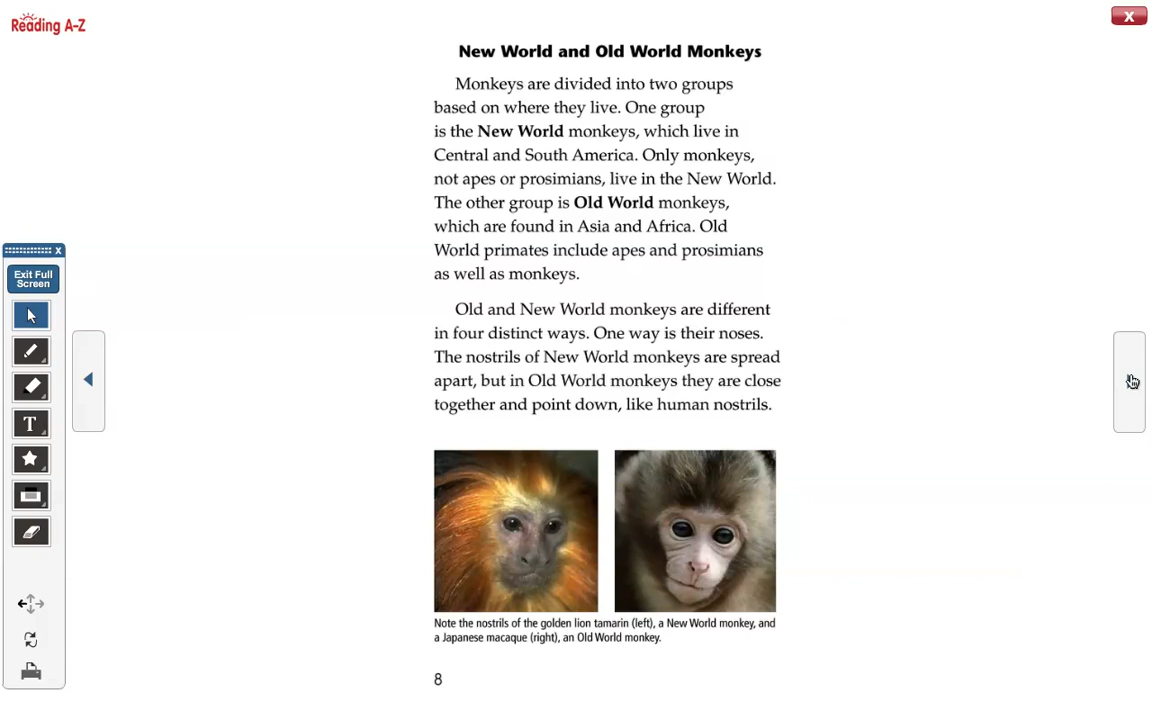 Reading A-Z
X
New World and Old World Monkeys
Monkeys are divided into two groups
based on where they live. One group
is the New World monkeys, which live in
Central and South America. Only monkeys,
not apes or prosimians, live in the New World.
The other group is Old World monkeys,
which are found in Asia and Africa. Old
World primates include apes and prosimians
as well as monkeys.
Old and New World monkeys are different
in four distinct ways. One way is their noses.
The nostrils of New World monkeys are spread
apart, but in Old World monkeys they are close
together and point down, like human nostrils.
Note the nostrils of the golden lion tamarin (left), a New World monkey, and
a Japanese macaque (right), an Old World monkey.
8
X
Exit Full
Screen
T